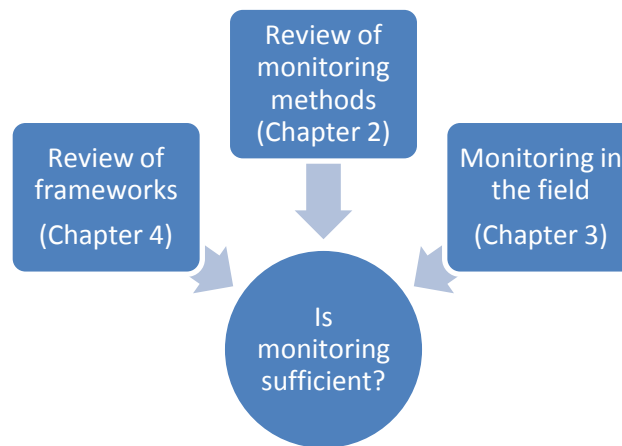 Review of
monitoring
methods
(Chapter 2)
Review of
frameworks
(Chapter 4)
Monitoring in
the field
(Chapter 3)
Is
monitoring
sufficient?